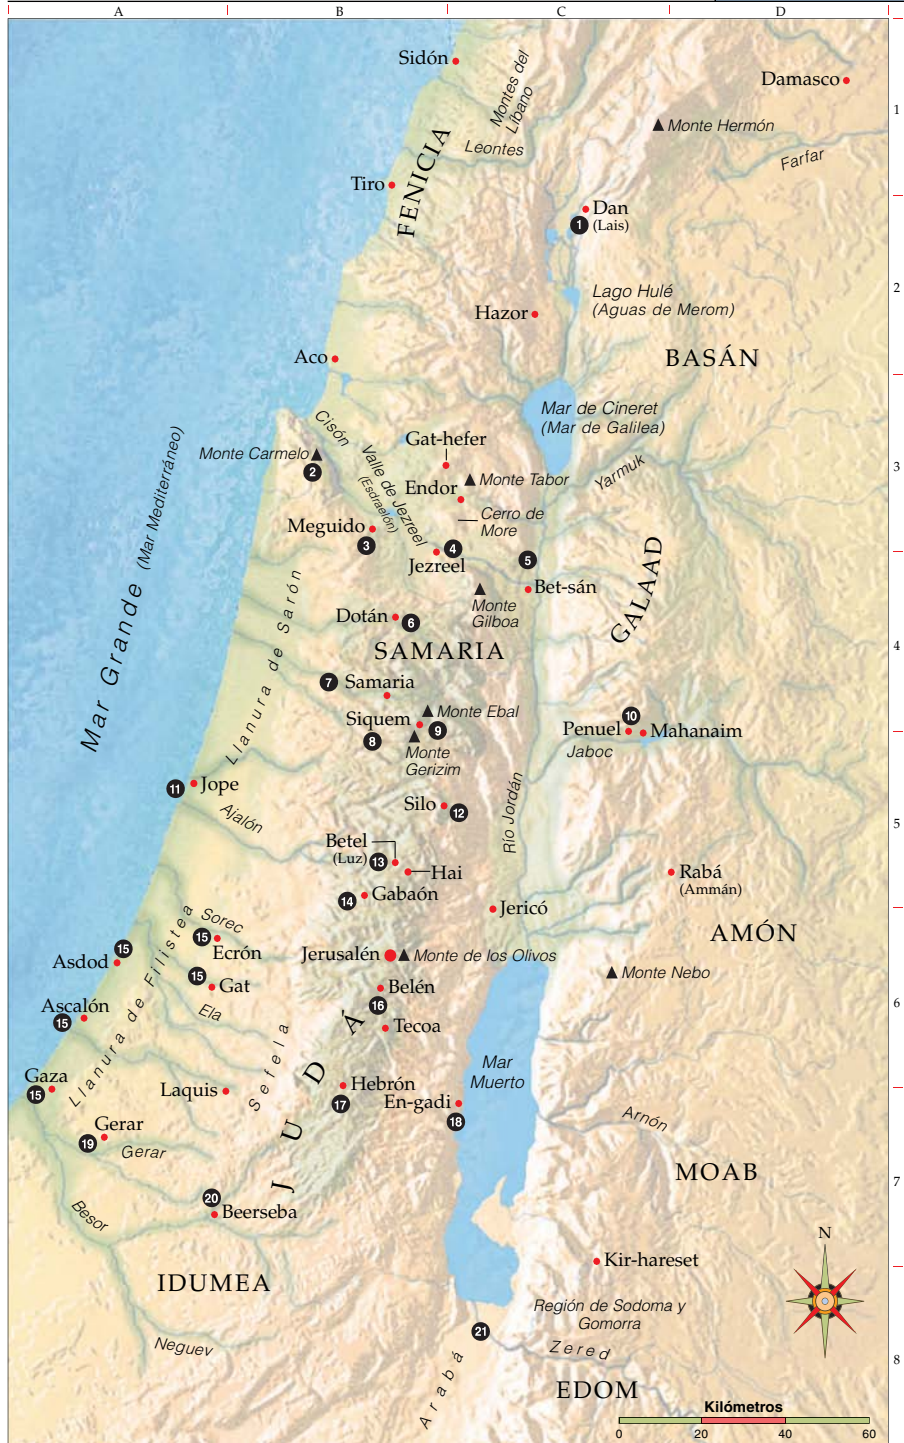 A B C D
1
2
3
4
5
6
7
8
Sidón
Montes del
Líbano
Damasco
Monte Hermón
Leontes
Farfar
FENICIA
Tiro
Dan
(Lais)
1
Lago Hulé
(Aguas de Merom)
Hazor
BASÁN
Aco
Mar de Cineret
(Mar de Galilea)
Cisón
Gat-hefer
Monte Carmelo
2
Valle de Jezreel
(Esdraelón)
Monte Tabor
Endor
Yarmuk
Cerro de
More
Meguido
3
4
Jezreel
5
Bet-sán
Mar Grande (Mar Mediterráneo)
Monte
Gilboa
GALAAD
Llanura de Sarón
Dotán
6
SAMARIA
7
Samaria
Monte Ebal
Siquem
8
9
Monte
Gerizim
10
Penuel
Mahanaim
Jaboc
11
Jope
Río Jordán
Silo
12
Ajalón
Betel
(Luz)
13
Hai
Rabá
(Ammán)
14
Gabaón
Jericó
Sorec
15
Ecrón
AMÓN
15
Asdod
Jerusalén
Monte de los Olivos
Monte Nebo
15
Gat
Belén
16
Ela
Ascalón
15
Llanura de Filistea
Tecoa
Sefela
JUDÁ
Mar
Muerto
Gaza
15
Laquis
Hebrón
17
En-gadi
18
Arnón
Gerar
19
Gerar
MOAB
20
Beerseba
Besor
Kir-hareset
IDUMEA
N
Región de Sodoma y
Gomorra
21
Neguev
Zered
Arabá
EDOM
Kilómetros
0 20 40 60